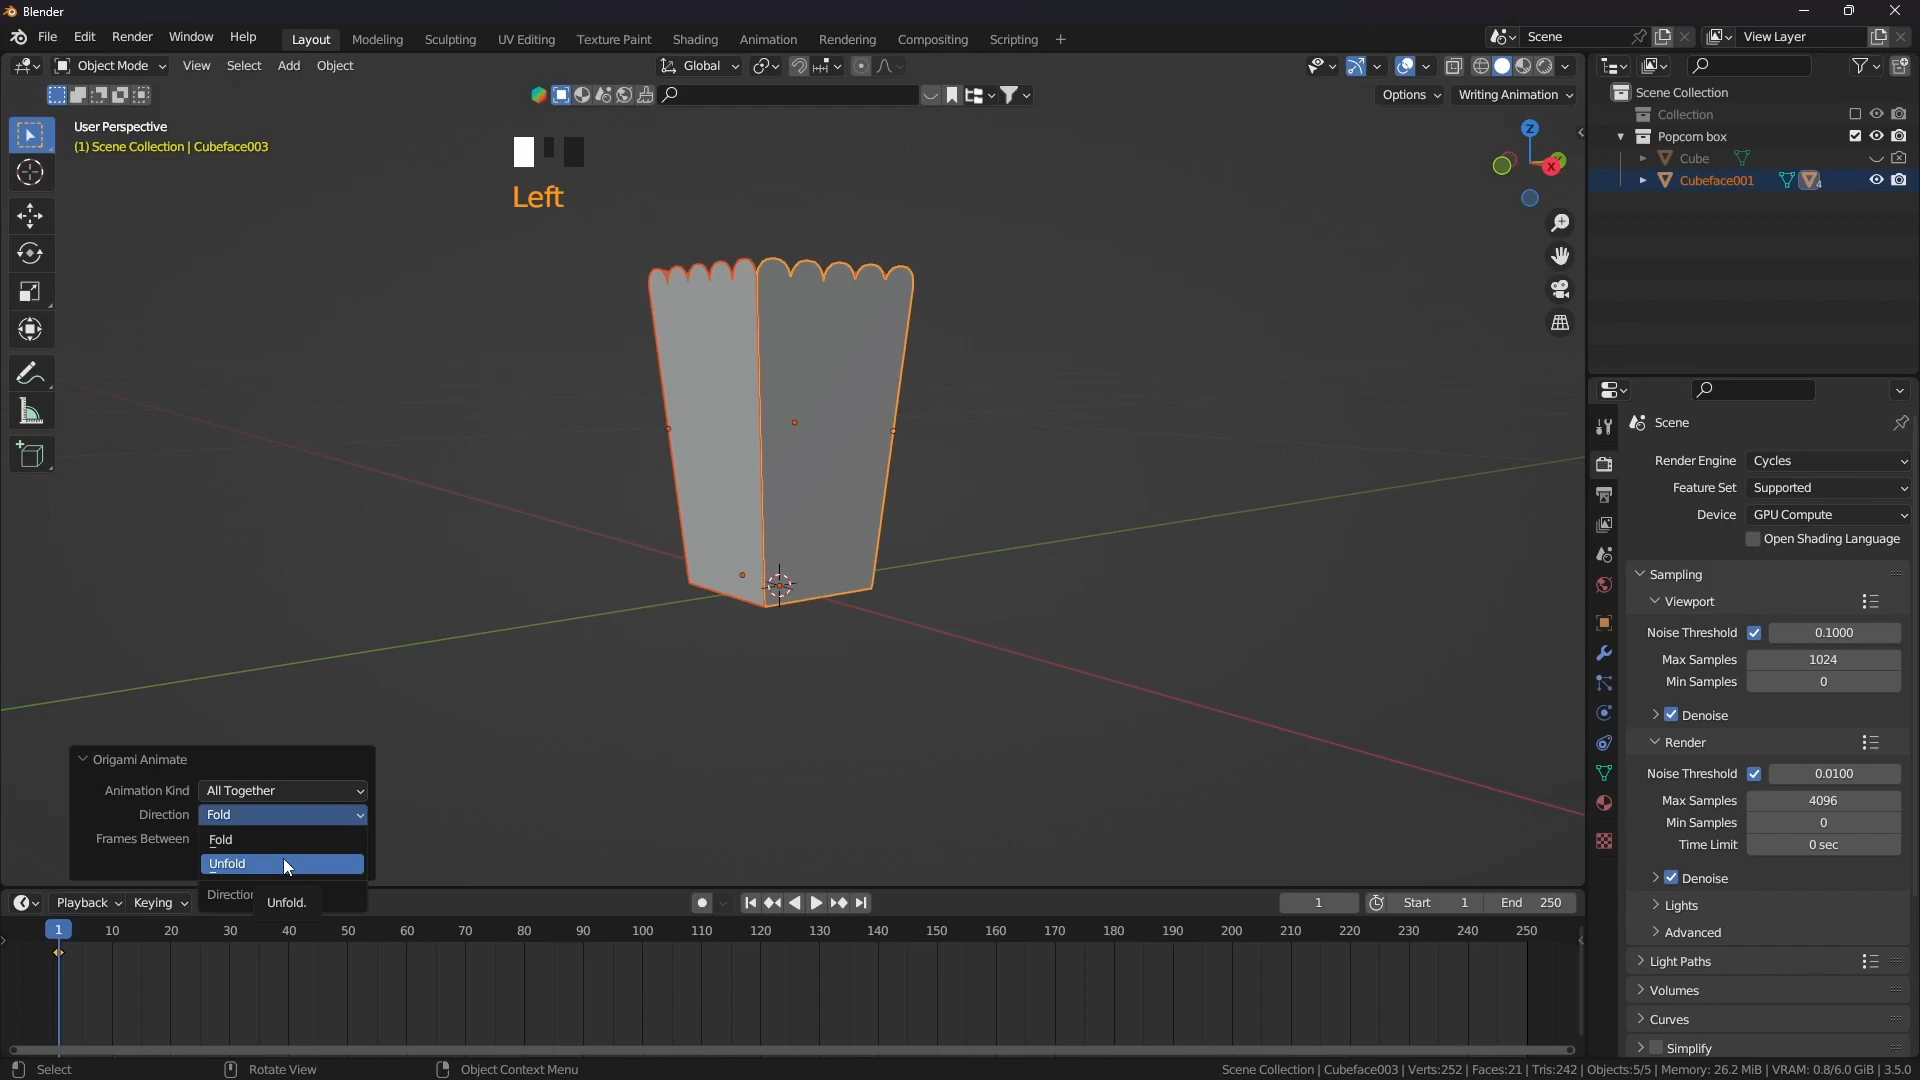 Blender
File Edit Render Window Help
Layout Modeling Sculpting UV Editing Texture Paint Shading Animation Rendering Compositing Scripting +
Scene
View Layer
Object Mode View Select Add Object
Global
Options Writing Animation
User Perspective
(1) Scene Collection | Cubeface003
Left
Z
X
Scene Collection
Collection
Popcorn box
Cube
Cubeface001
4
Scene
Render Engine Cycles
Feature Set Supported
Device GPU Compute
Open Shading Language
Sampling
Viewport
Noise Threshold 0.1000
Max Samples 1024
Min Samples 0
Denoise
Render
Noise Threshold 0.0100
Max Samples 4096
Min Samples 0
Time Limit 0 sec
Denoise
Lights
Advanced
Light Paths
Volumes
Curves
Simplify
Origami Animate
Animation Kind All Together
Direction Fold
Frames Between Fold
Unfold
Direction
Unfold.
Playback Keying
1 Start 1 End 250
1 10 20 30 40 50 60 70 80 90 100 110 120 130 140 150 160 170 180 190 200 210 220 230 240 250
Select Rotate View Object Context Menu
Scene Collection | Cubeface003 | Verts:252 | Faces:21 | Tris:242 | Objects:5/5 | Memory: 26.2 MiB | VRAM: 0.8/6.0 GiB | 3.5.0